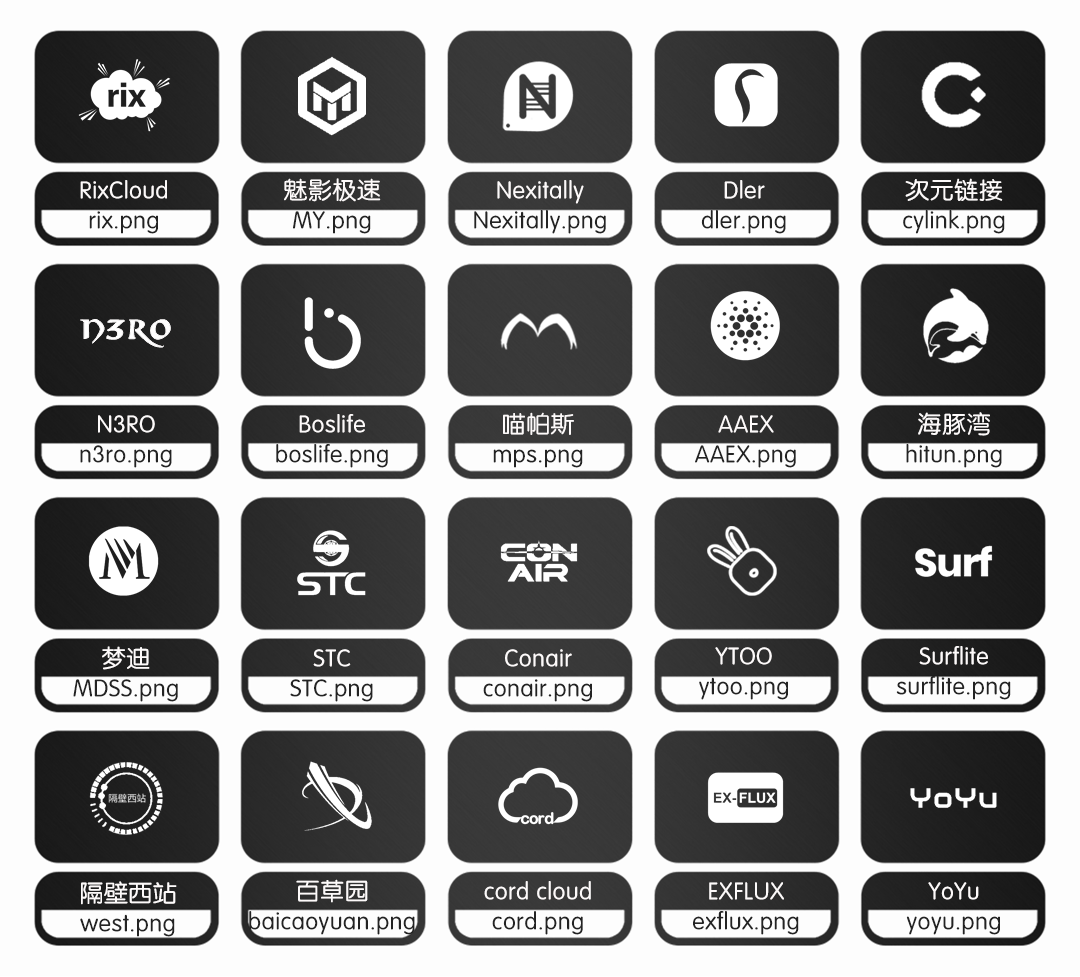 rix
RixCloud
rix.png
魅影极速
MY.png
N
Nexitally
Nexitally.png
Dler
dler.png
次元链接
cylink.png
n3RO
N3RO
n3ro.png
Boslife
boslife.png
喵帕斯
mps.png
AAEX
AAEX.png
海豚湾
hitun.png
M
梦迪
MDSS.png
STC
STC
STC.png
CON
AIR
Conair
conair.png
YTOO
ytoo.png
Surf
Surflite
surflite.png
隔壁西站
隔壁西站
west.png
百草园
baicaoyuan.png
cord
cord cloud
cord.png
EX-FLUX
EXFLUX
exflux.png
YoYu
YoYu
yoyu.png